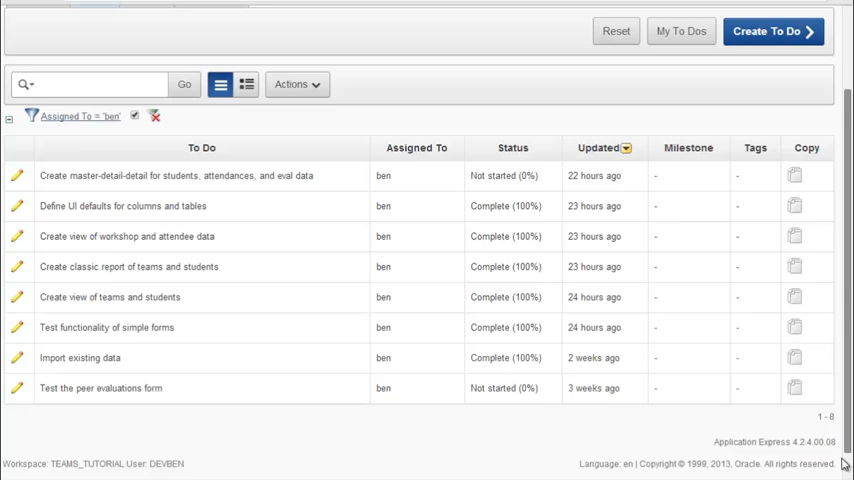 Reset My To Dos Create To Do
Go Actions
Assigned To = 'ben'
To Do Assigned To Status Updated Milestone Tags Copy
Create master-detail-detail for students, attendances, and eval data ben Not started (0%) 22 hours ago - -
Define UI defaults for columns and tables ben Complete (100%) 23 hours ago - -
Create view of workshop and attendee data ben Complete (100%) 23 hours ago - -
Create classic report of teams and students ben Complete (100%) 23 hours ago - -
Create view of teams and students ben Complete (100%) 24 hours ago - -
Test functionality of simple forms ben Complete (100%) 24 hours ago - -
Import existing data ben Complete (100%) 2 weeks ago - -
Test the peer evaluations form ben Not started (0%) 3 weeks ago - -
1 - 8
Application Express 4.2.4.00.08
Workspace: TEAMS_TUTORIAL User: DEVBEN Language: en | Copyright © 1999, 2013, Oracle. All rights reserved.